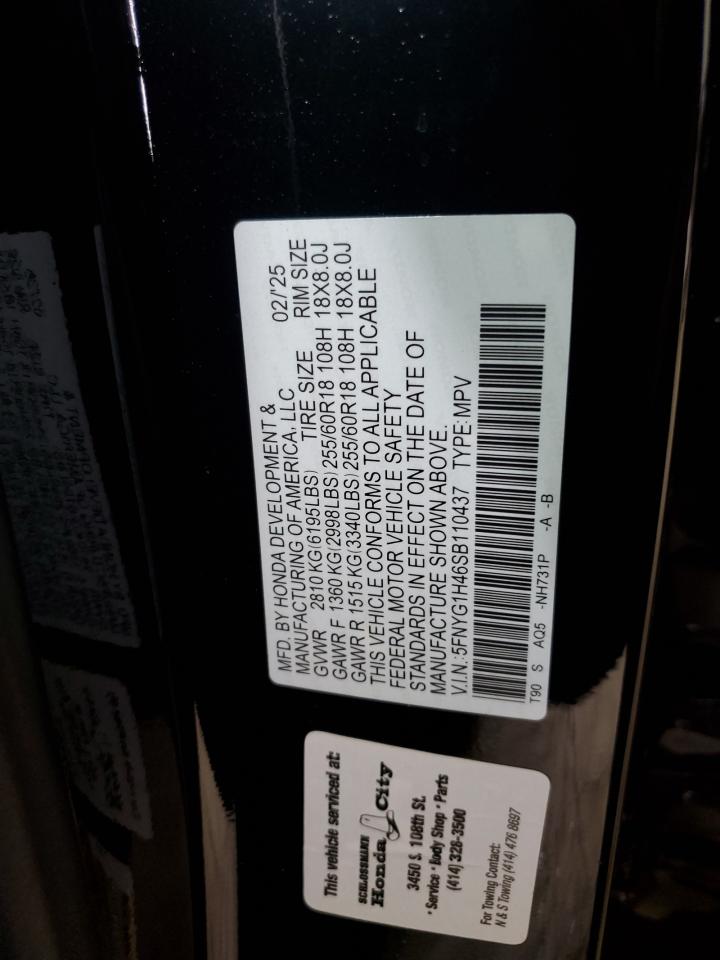 MFD. BY HONDA DEVELOPMENT &
MANUFACTURING OF AMERICA, LLC 02/'25
GVWR 2810 KG(6195LBS) TIRE SIZE RIM SIZE
GAWR F 1360 KG(2998LBS) 255/60R18 108H 18X8.0J
GAWR R 1515 KG(3340LBS) 255/60R18 108H 18X8.0J
THIS VEHICLE CONFORMS TO ALL APPLICABLE
FEDERAL MOTOR VEHICLE SAFETY
STANDARDS IN EFFECT ON THE DATE OF
MANUFACTURE SHOWN ABOVE.
V.I.N.:5FNYG1H46SB110437 TYPE:MPV
T90 S AQ5 -NH731P -A -B
This vehicle serviced at:
SCHLOSSMANN
Honda City
3450 S. 108th St.
• Service • Body Shop • Parts
(414) 328-3500
For Towing Contact:
N & S Towing (414) 476 8697